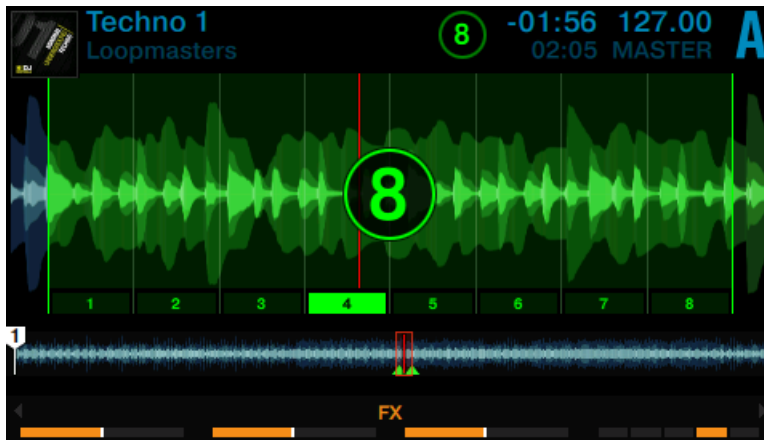 Techno 1
Loopmasters
8
-01:56 127.00
02:05 MASTER
A
8
1 2 3 4 5 6 7 8
1
FX